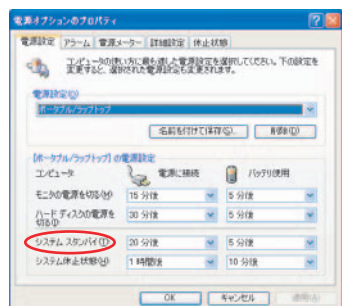 電源オプションのプロパティ
電源設定 アラーム 電源メーター 詳細設定 休止状態
コンピュータの使い方に最も適した電源設定を選択してください。下の設定を
変更すると、選択された電源設定も変更されます。
電源設定(C)
ポータブル/ラップトップ
名前を付けて保存(S)... 削除(D)
[ポータブル/ラップトップ] の電源設定
コンピュータ 電源に接続 バッテリ使用
モニタの電源を切る(M) 15 分後 5 分後
ハード ディスクの電源を 30 分後 5 分後
切る(I)
システム スタンバイ(T) 20 分後 5 分後
システム休止状態(Y) 1 時間後 10 分後
OK キャンセル 適用(A)